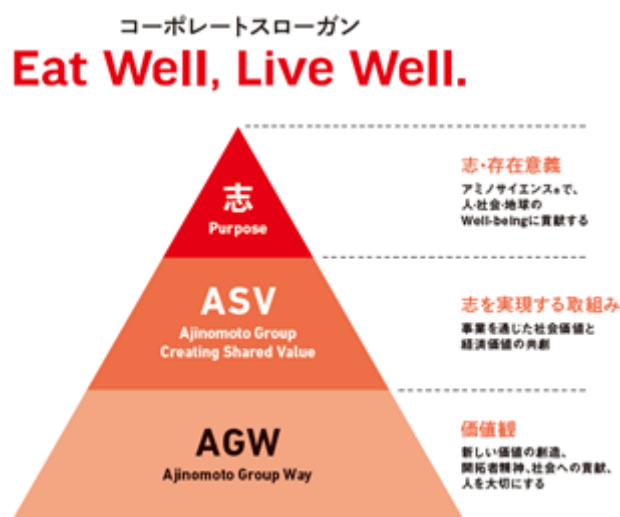 コーポレートスローガン
Eat Well, Live Well.
志
Purpose
志・存在意義
アミノサイエンス®で、
人・社会・地球の
Well-beingに貢献する
ASV
Ajinomoto Group
Creating Shared Value
志を実現する取組み
事業を通じた社会価値と
経済価値の共創
AGW
Ajinomoto Group Way
価値観
新しい価値の創造、
開拓者精神、社会への貢献、
人を大切にする